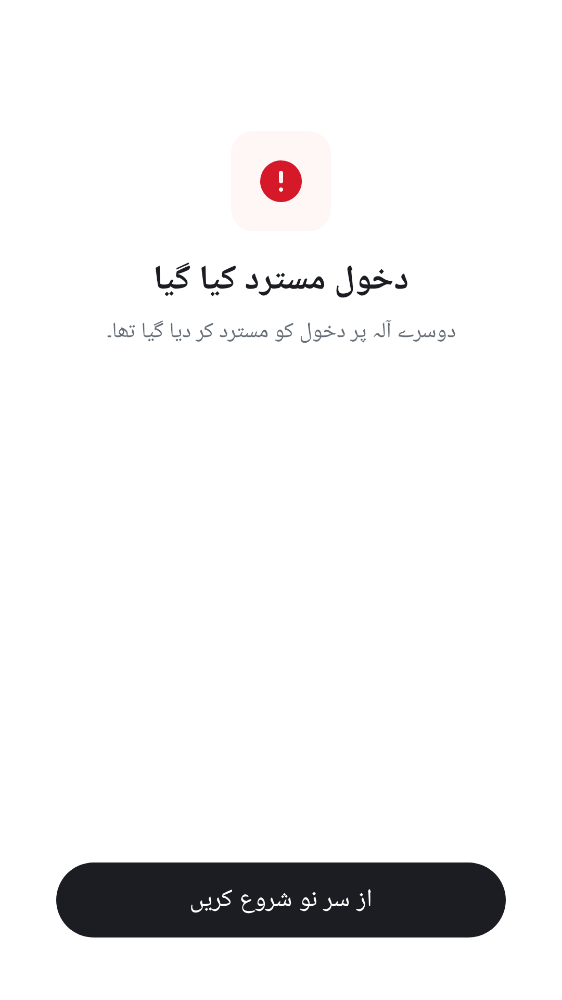 دخول مسترد کیا گیا
دوسرے آلہ پر دخول کو مسترد کر دیا گیا تھا۔
از سر نو شروع کریں